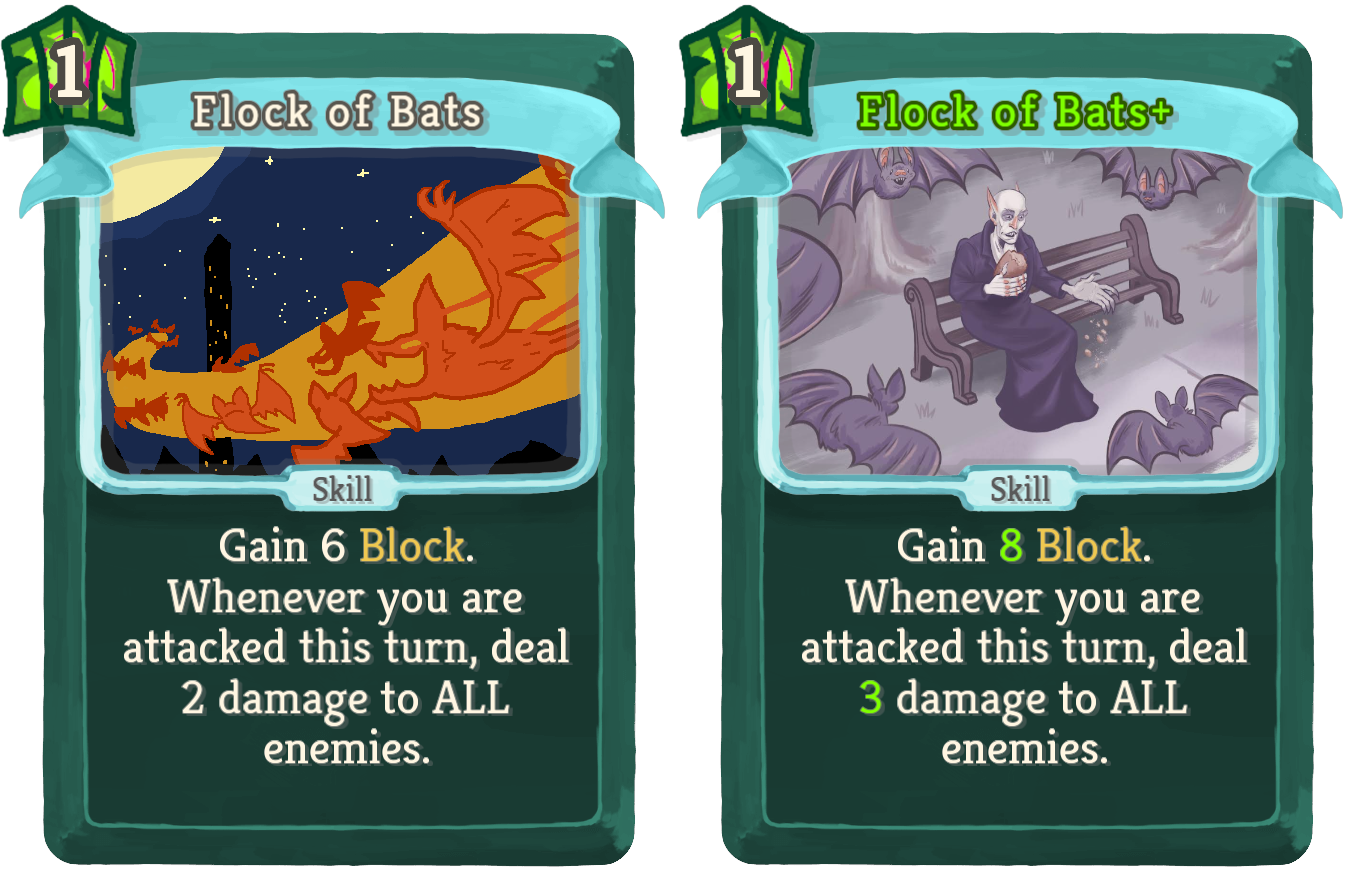 1
Flock of Bats
Skill
Gain 6 Block.
Whenever you are
attacked this turn, deal
2 damage to ALL
enemies.
1
Flock of Bats+
Skill
Gain 8 Block.
Whenever you are
attacked this turn, deal
3 damage to ALL
enemies.